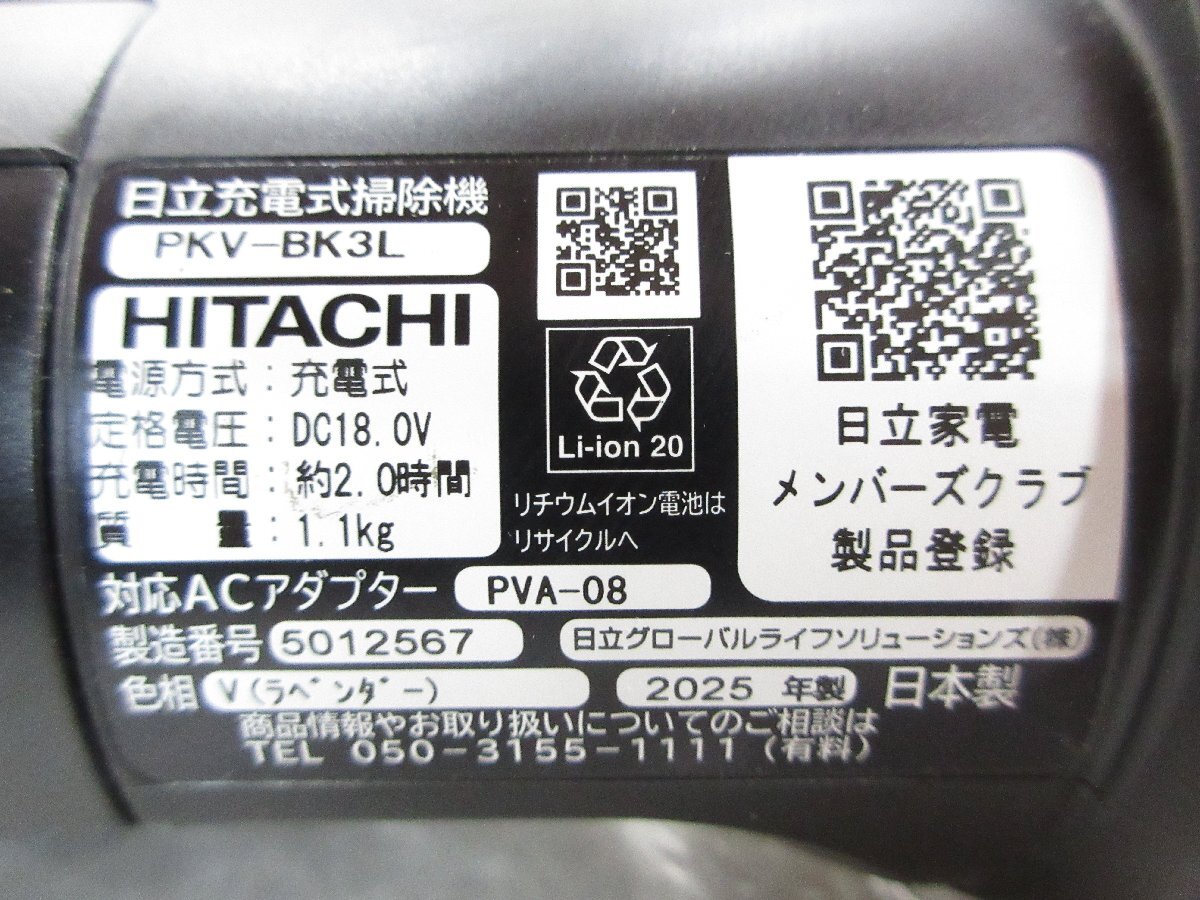 日立充電式掃除機
PKV-BK3L
HITACHI
電源方式：充電式
定格電圧：DC18.0V
充電時間：約2.0時間
質　　量：1.1kg
Li-ion 20
リチウムイオン電池は
リサイクルへ
日立家電
メンバーズクラブ
製品登録
対応ACアダプター PVA-08
製造番号 5012567 日立グローバルライフソリューションズ(株)
色相 V(ラベンダー) 2025 年製 日本製
商品情報やお取り扱いについてのご相談は
TEL 050-3155-1111（有料）